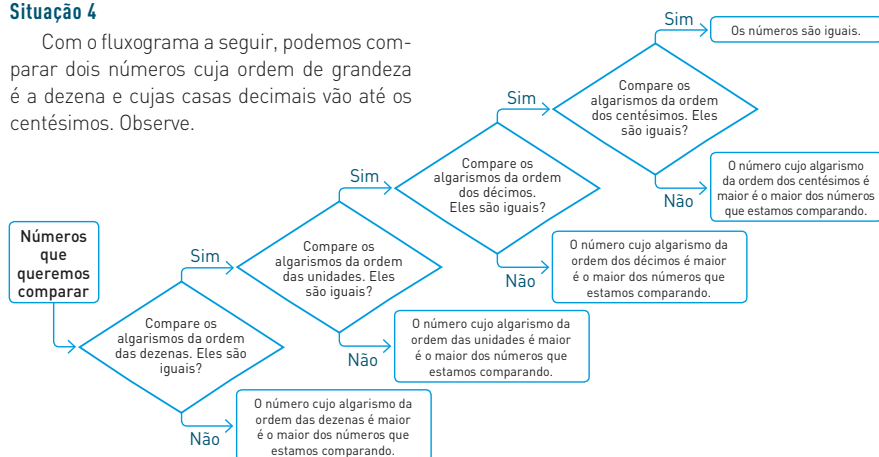 Situação 4
Com o fluxograma a seguir, podemos com-
parar dois números cuja ordem de grandeza
é a dezena e cujas casas decimais vão até os
centésimos. Observe.
Números
que
queremos
comparar
Compare os
algarismos da ordem
das dezenas. Eles são
iguais?
Não
O número cujo algarismo da
ordem das dezenas é maior
é o maior dos números que
estamos comparando.
Sim
Compare os
algarismos da ordem
das unidades. Eles
são iguais?
Não
O número cujo algarismo da
ordem das unidades é maior
é o maior dos números que
estamos comparando.
Sim
Compare os
algarismos da ordem
dos décimos.
Eles são iguais?
Não
O número cujo algarismo da
ordem dos décimos é maior
é o maior dos números que
estamos comparando.
Sim
Compare os
algarismos da ordem
dos centésimos. Eles
são iguais?
Não
O número cujo algarismo
da ordem dos centésimos é
maior é o maior dos números
que estamos comparando.
Sim
Os números são iguais.